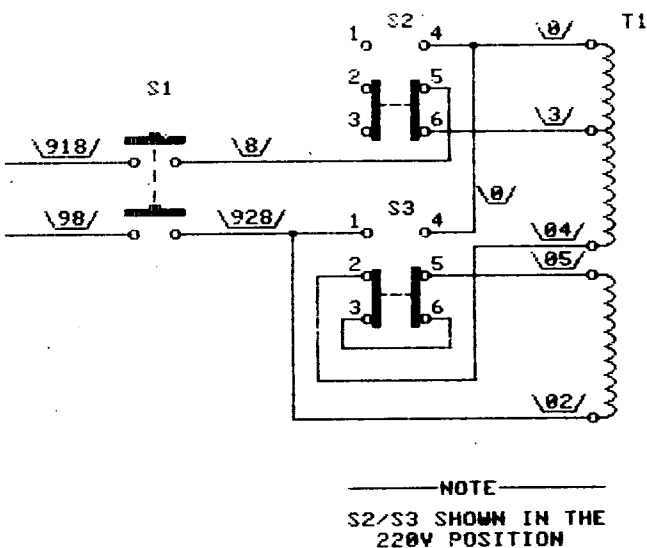 S2
T1
1 4 \0/
S1
2 5
3 6 \3/
\918/ \8/
\0/
\98/ \928/ 1 S3 4 \04/
2 5 \05/
3 6
\02/
NOTE
S2/S3 SHOWN IN THE
220V POSITION